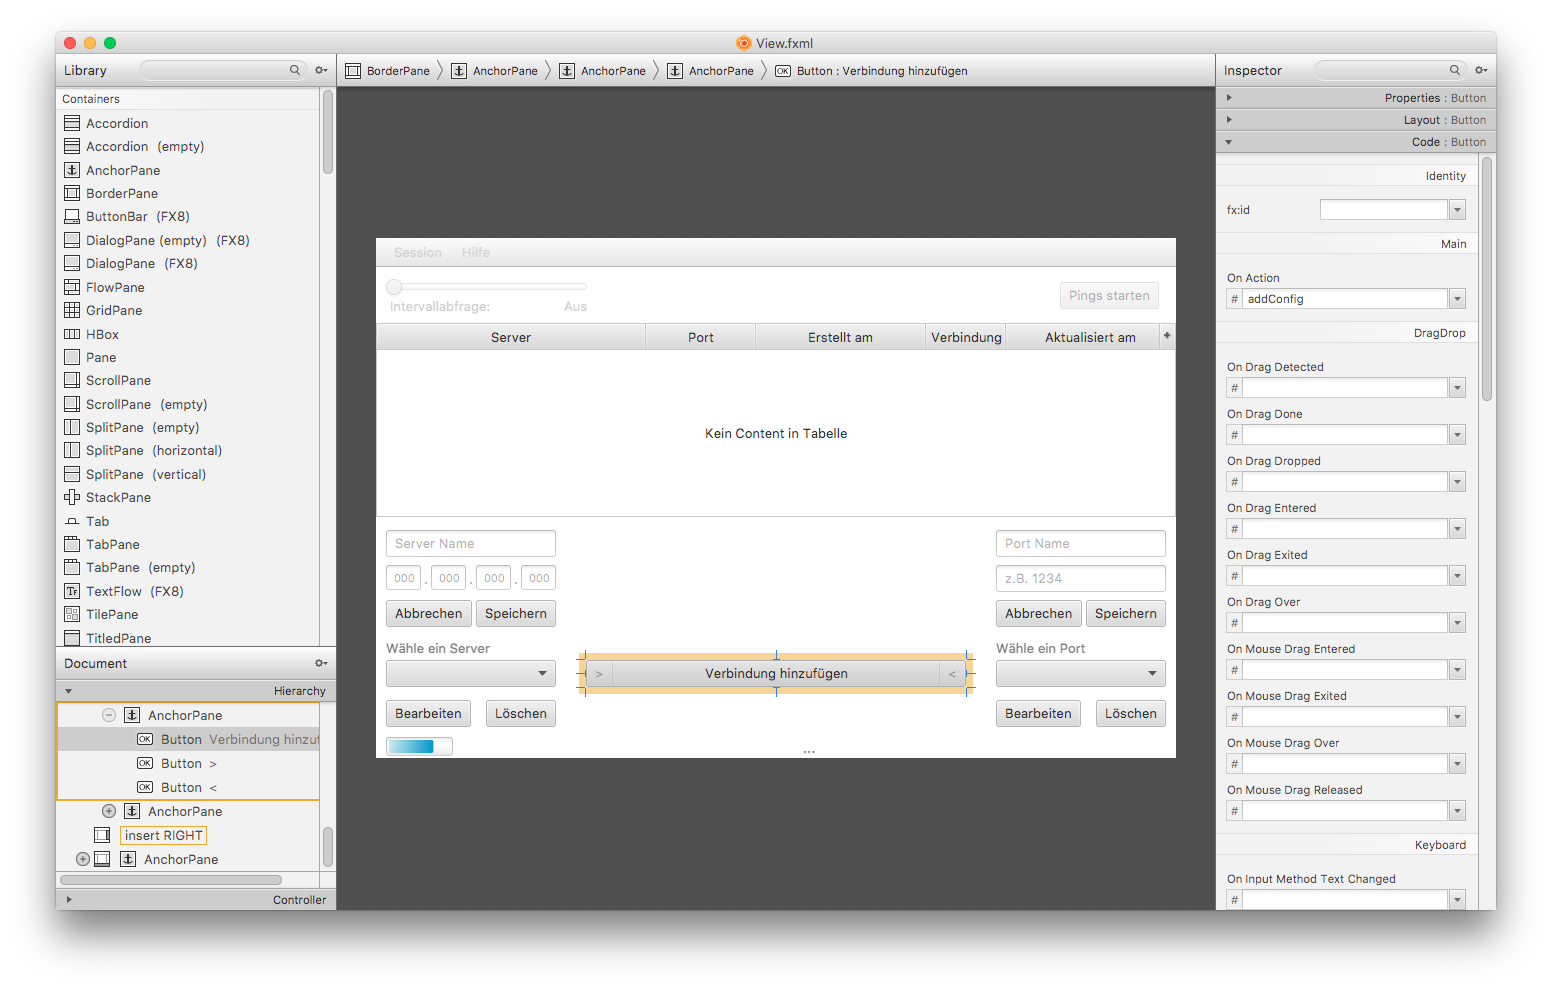 View.fxml
Library
BorderPane
AnchorPane
AnchorPane
AnchorPane
OK Button : Verbindung hinzufügen
Inspector
Containers
Accordion
Accordion (empty)
AnchorPane
BorderPane
ButtonBar (FX8)
DialogPane (empty) (FX8)
DialogPane (FX8)
FlowPane
GridPane
HBox
Pane
ScrollPane
ScrollPane (empty)
SplitPane (empty)
SplitPane (horizontal)
SplitPane (vertical)
StackPane
Tab
TabPane
TabPane (empty)
TextFlow (FX8)
TilePane
TitledPane
Document
Hierarchy
AnchorPane
OK Button Verbindung hinzuf
OK Button >
OK Button <
AnchorPane
insert RIGHT
AnchorPane
Controller
Session Hilfe
Intervallabfrage: Aus
Pings starten
Server Port Erstellt am Verbindung Aktualisiert am +
Kein Content in Tabelle
Server Name
000 . 000 . 000 . 000
Abbrechen Speichern
Wähle ein Server
Bearbeiten Löschen
> Verbindung hinzufügen <
...
Port Name
z.B. 1234
Abbrechen Speichern
Wähle ein Port
Bearbeiten Löschen
Properties : Button
Layout : Button
Code : Button
Identity
fx:id
Main
On Action
# addConfig
DragDrop
On Drag Detected
#
On Drag Done
#
On Drag Dropped
#
On Drag Entered
#
On Drag Exited
#
On Drag Over
#
On Mouse Drag Entered
#
On Mouse Drag Exited
#
On Mouse Drag Over
#
On Mouse Drag Released
#
Keyboard
On Input Method Text Changed
#